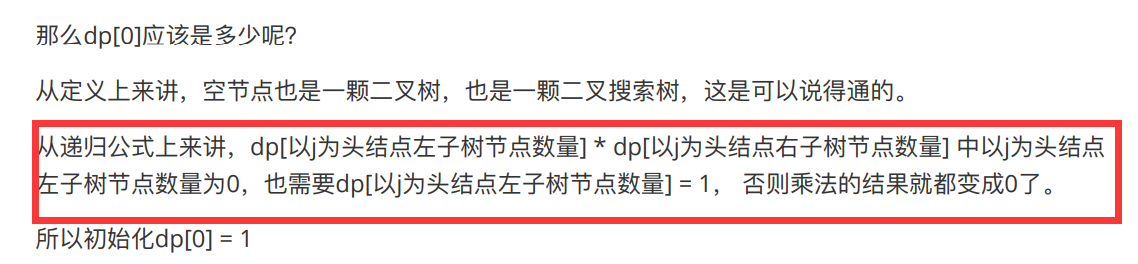 那么dp[0]应该是多少呢？
从定义上来讲，空节点也是一颗二叉树，也是一颗二叉搜索树，这是可以说得通的。
从递归公式上来讲，dp[以j为头结点左子树节点数量] * dp[以j为头结点右子树节点数量] 中以j为头结点
左子树节点数量为0，也需要dp[以j为头结点左子树节点数量] = 1， 否则乘法的结果就都变成0了。
所以初始化dp[0] = 1